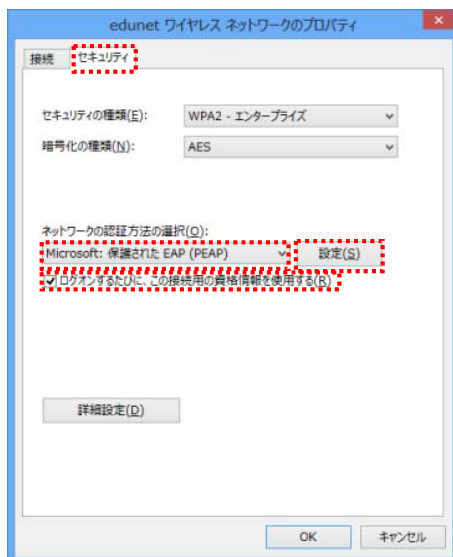 edunet ワイヤレス ネットワークのプロパティ
接続 セキュリティ
セキュリティの種類(E): WPA2 - エンタープライズ
暗号化の種類(N): AES
ネットワークの認証方法の選択(O):
Microsoft: 保護された EAP (PEAP) 設定(S)
ログオンするたびに、この接続用の資格情報を使用する(R)
詳細設定(D)
OK キャンセル